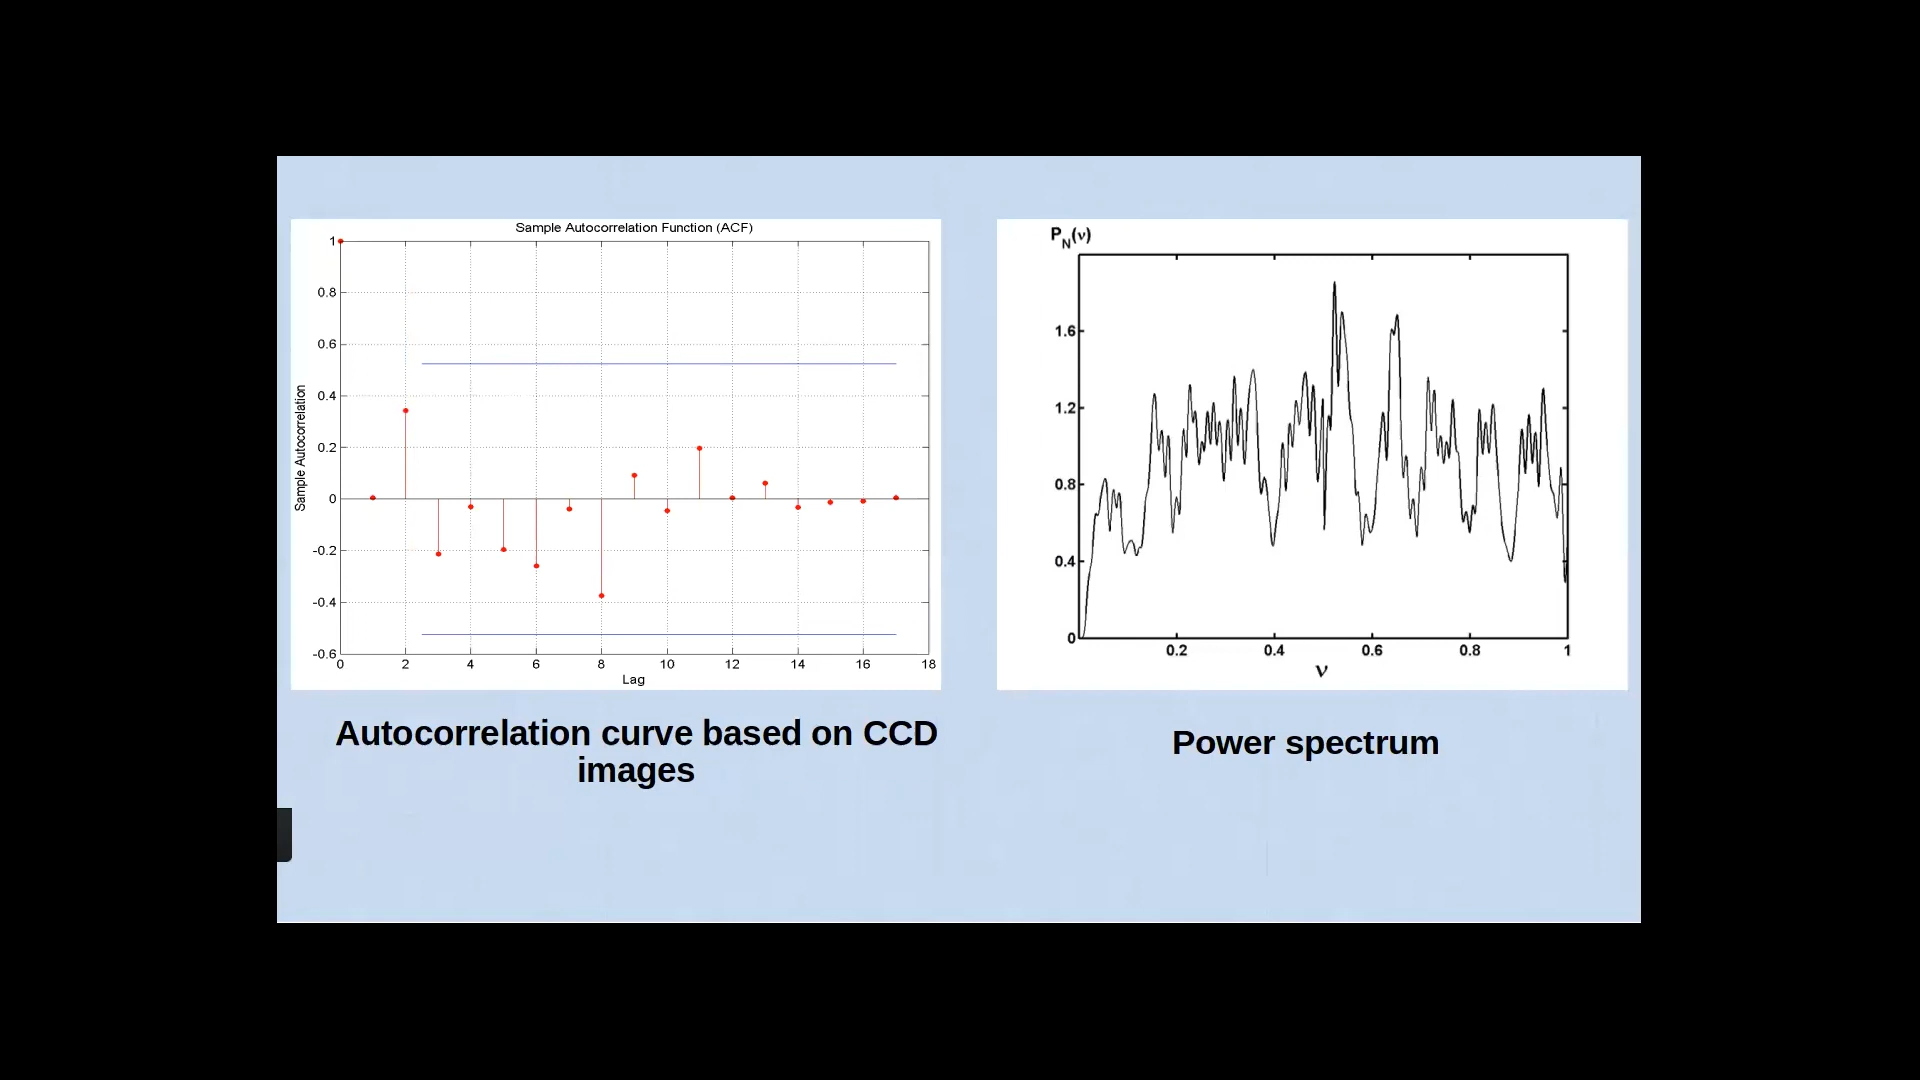 Sample Autocorrelation Function (ACF)
1
0.8
0.6
0.4
0.2
0
-0.2
-0.4
-0.6
Sample Autocorrelation
0 2 4 6 8 10 12 14 16 18
Lag
Autocorrelation curve based on CCD
images
PN(ν)
1.6
1.2
0.8
0.4
0
0.2 0.4 0.6 0.8 1
ν
Power spectrum